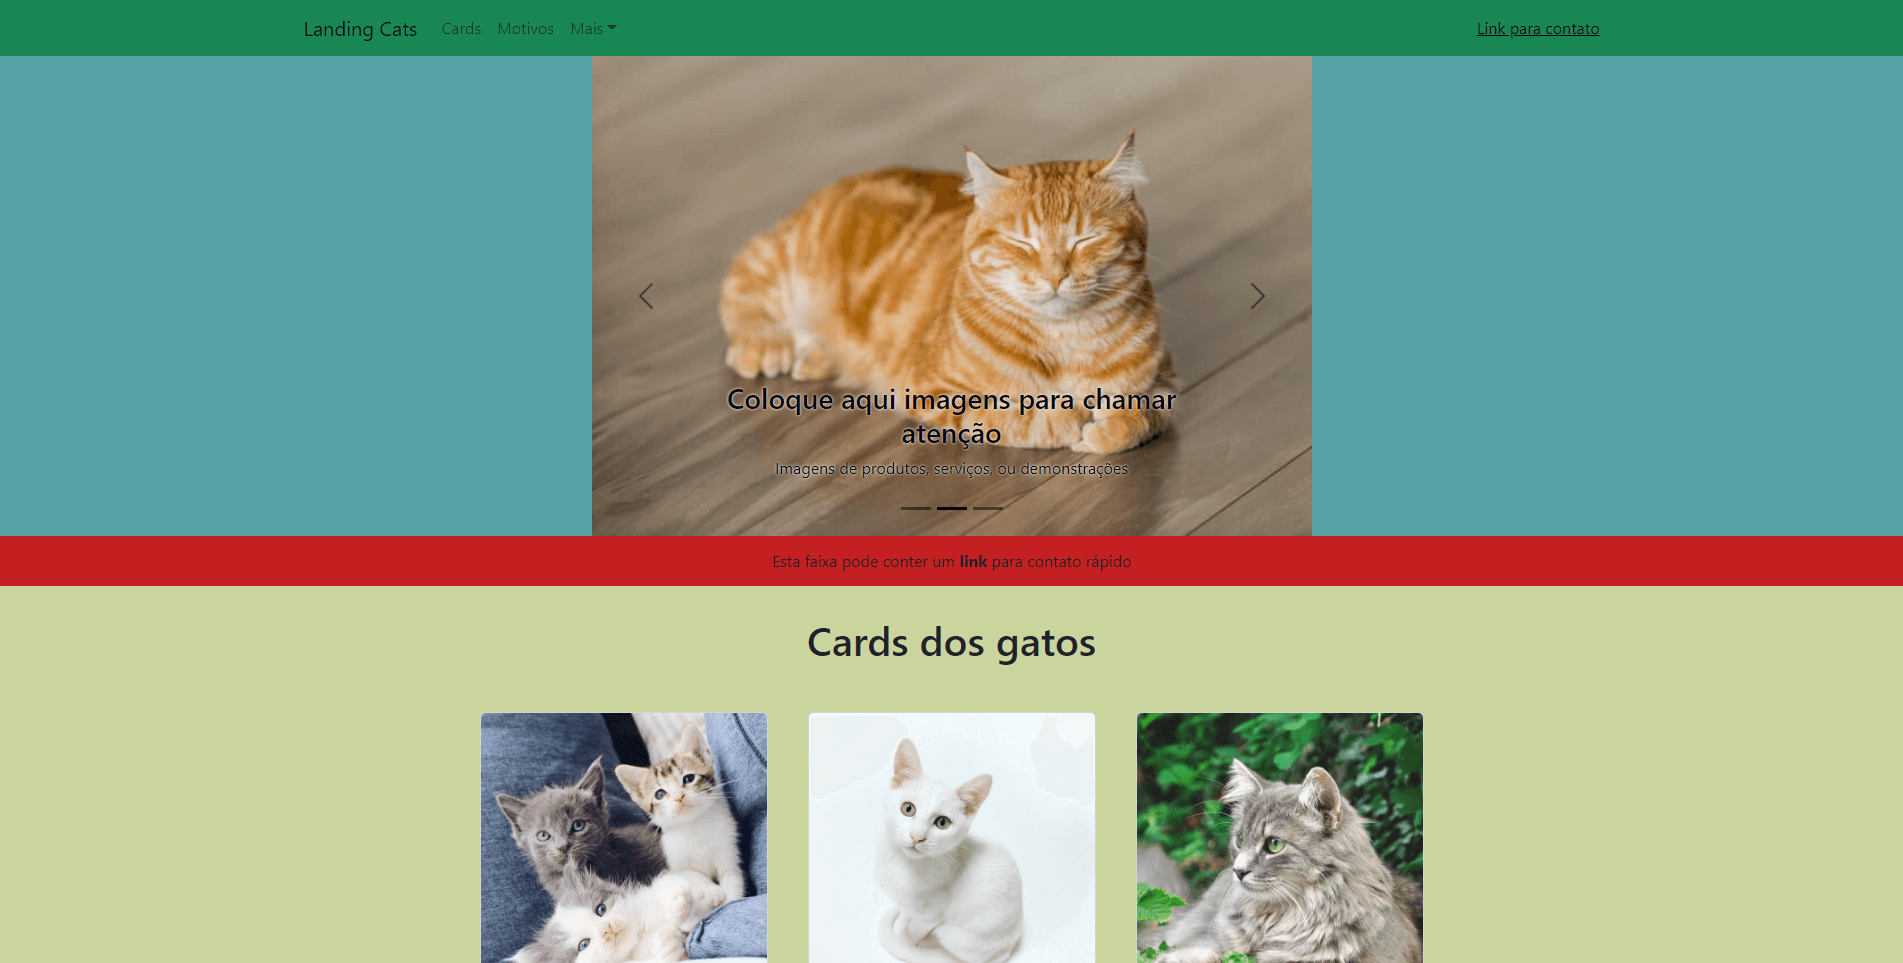 Landing Cats Cards Motivos Mais Link para contato
Coloque aqui imagens para chamar
atenção
Imagens de produtos, serviços, ou demonstrações
Esta faixa pode conter um link para contato rápido
Cards dos gatos